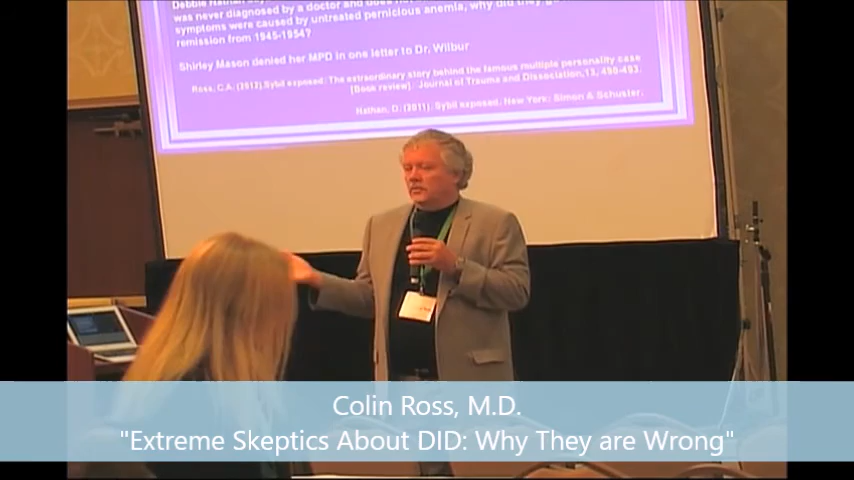 Debbie Nathan
was never diagnosed by a doctor and does
symptoms were caused by untreated pernicious anemia, why did they
remission from 1945-1954?
Shirley Mason denied her MPD in one letter to Dr. Wilbur
Ross, C.A. (2012). Sybil exposed: The extraordinary story behind the famous multiple personality case
[Book review]. Journal of Trauma and Dissociation, 13, 490-493.
Nathan, D. (2011). Sybil exposed. New York: Simon & Schuster.
Colin Ross, M.D.
"Extreme Skeptics About DID: Why They are Wrong"